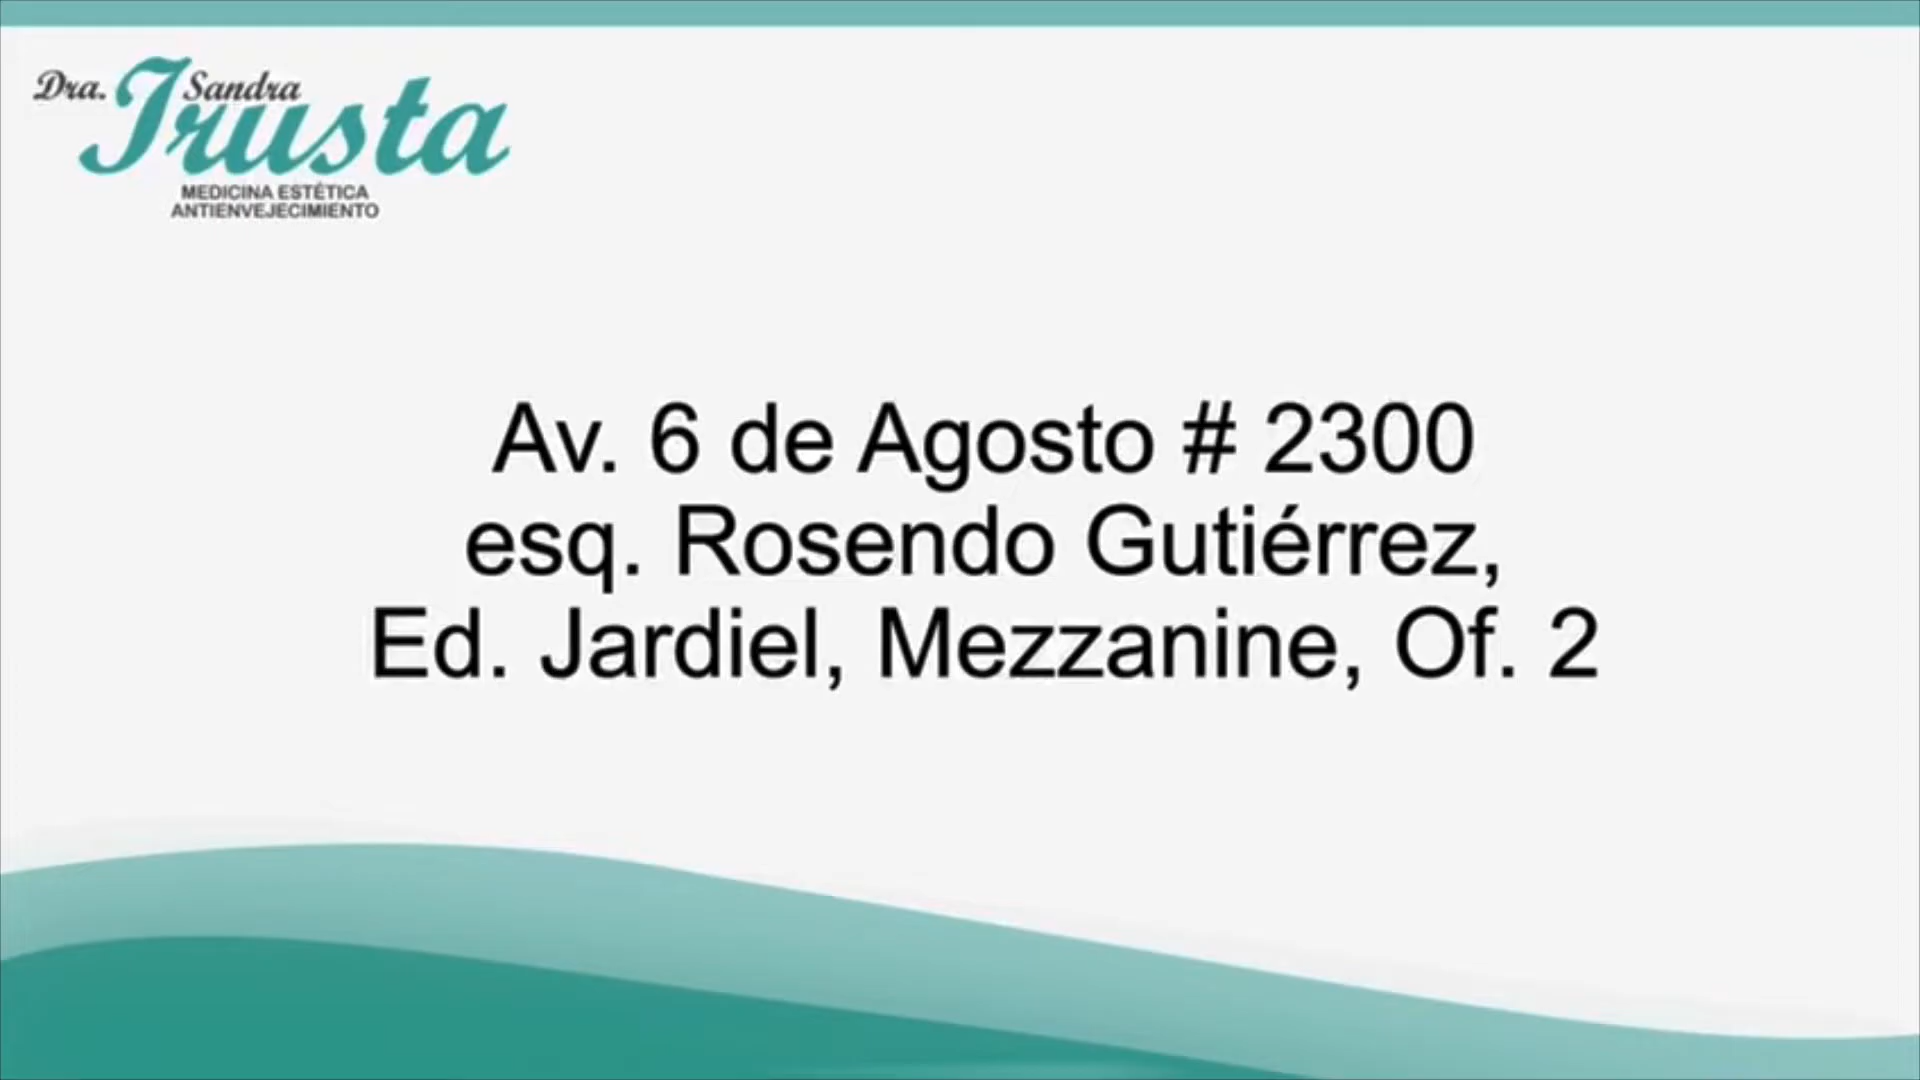 Dra. Sandra
Irusta
MEDICINA ESTÉTICA
ANTIENVEJECIMIENTO
Av. 6 de Agosto # 2300
esq. Rosendo Gutiérrez,
Ed. Jardiel, Mezzanine, Of. 2